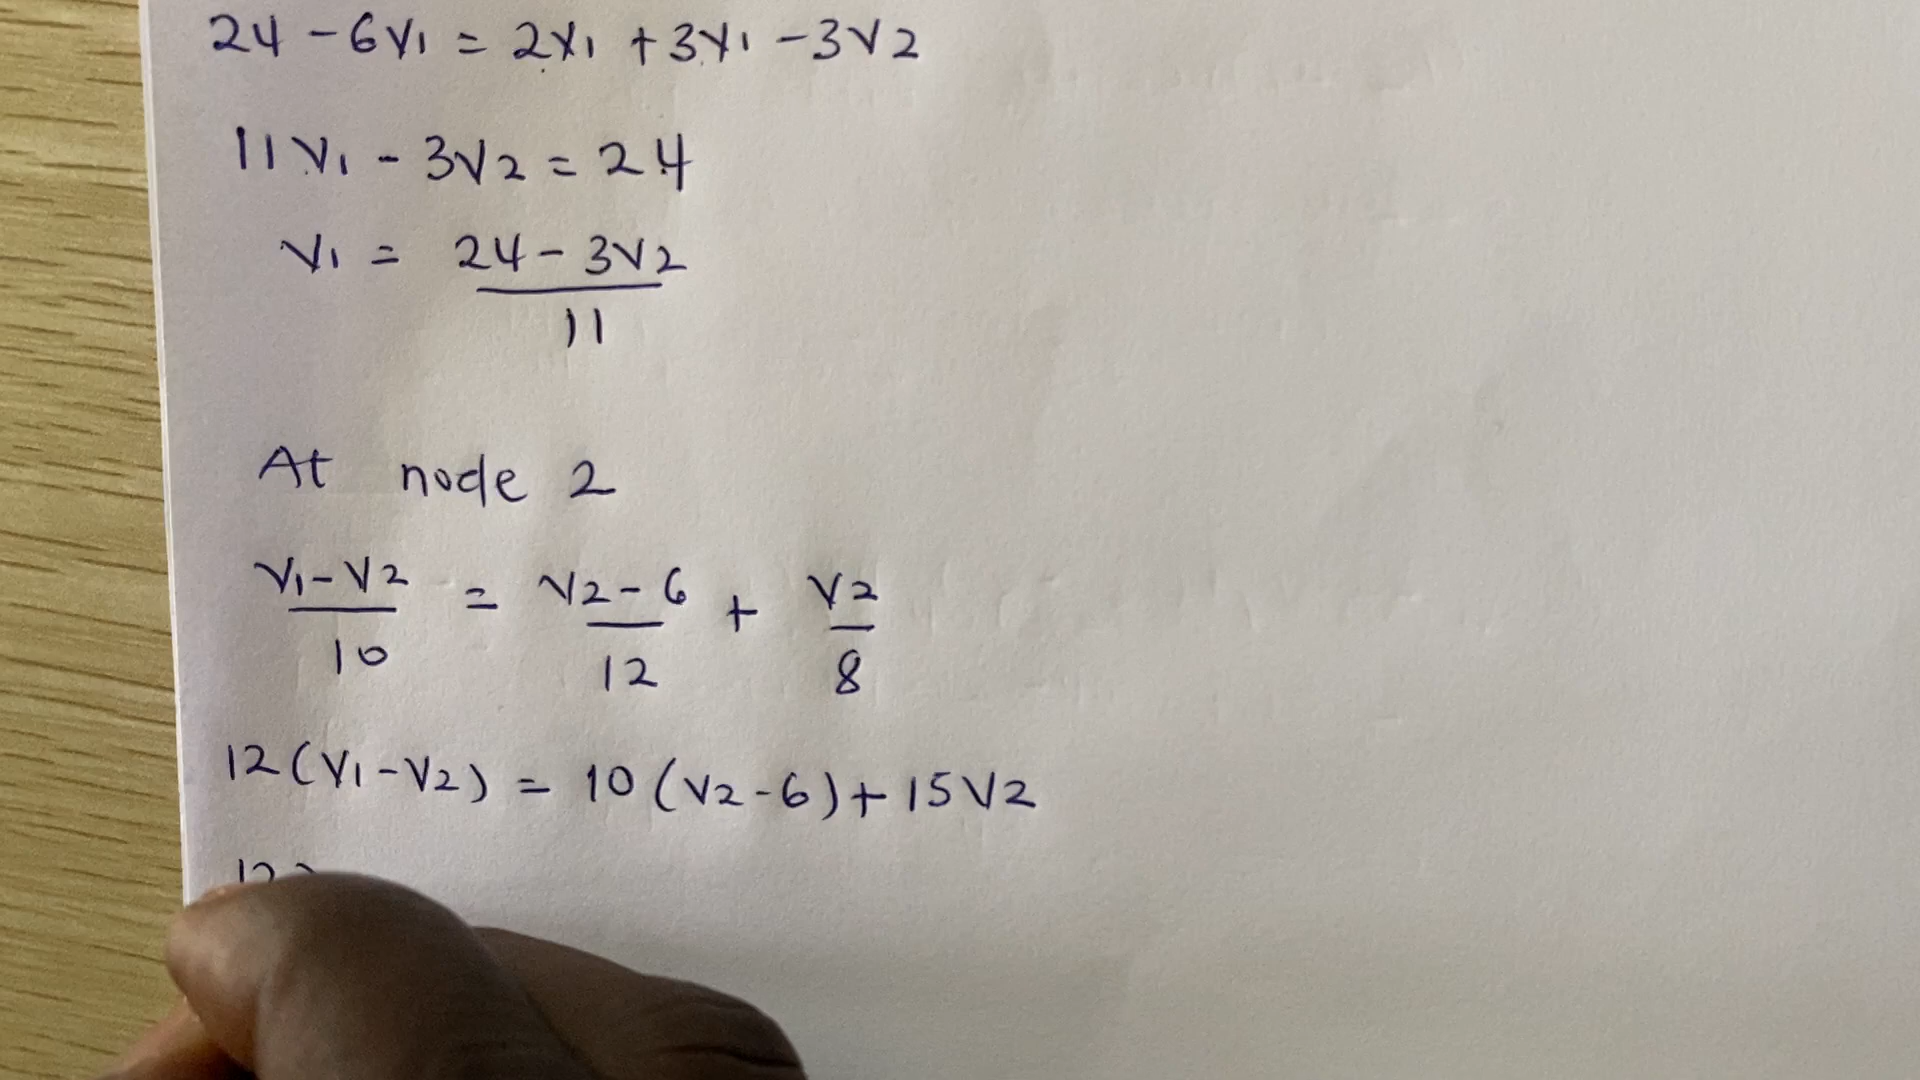 24 - 6V1 = 2V1 + 3V1 - 3V2
11V1 - 3V2 = 24
V1 = 24 - 3V2
11
At node 2
V1 - V2 = V2 - 6 + V2
10 12 8
12(V1 - V2) = 10(V2 - 6) + 15V2
12